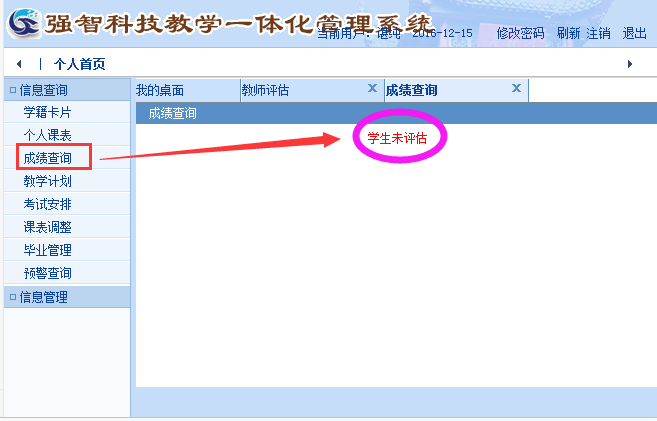 强智科技教学一体化管理系统
当前用户: 谌纯 2016-12-15 修改密码 刷新 注销 退出
个人首页
信息查询
学籍卡片
个人课表
成绩查询
教学计划
考试安排
课表调整
毕业管理
预警查询
信息管理
我的桌面 教师评估 X 成绩查询 X
成绩查询
学生未评估